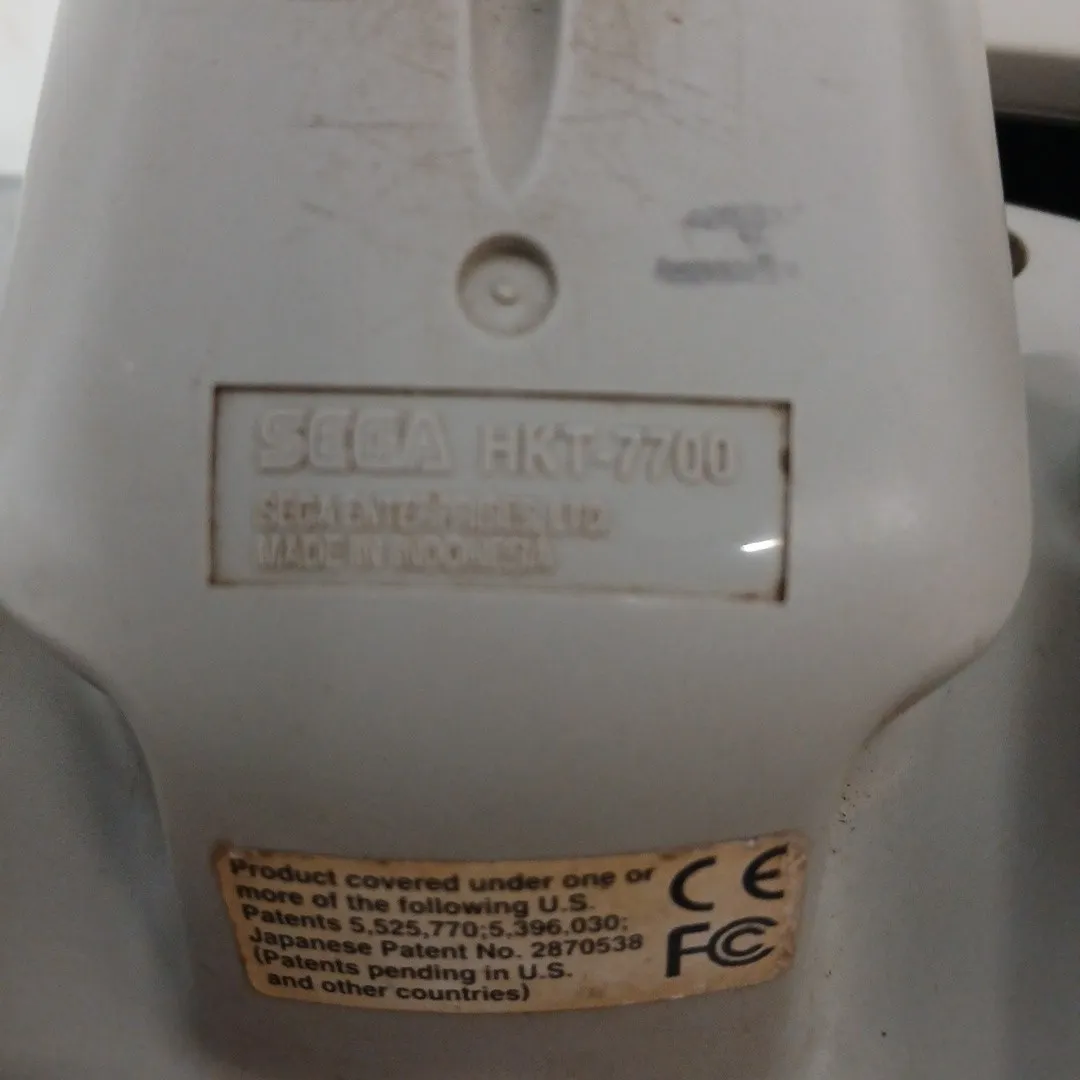 SEGA HKT-7700
SEGA ENTERPRISES, LTD.
MADE IN INDONESIA
Product covered under one or
more of the following U.S.
Patents 5,525,770;5,396,030;
Japanese Patent No. 2870538
(Patents pending in U.S.
and other countries)
CE
FC